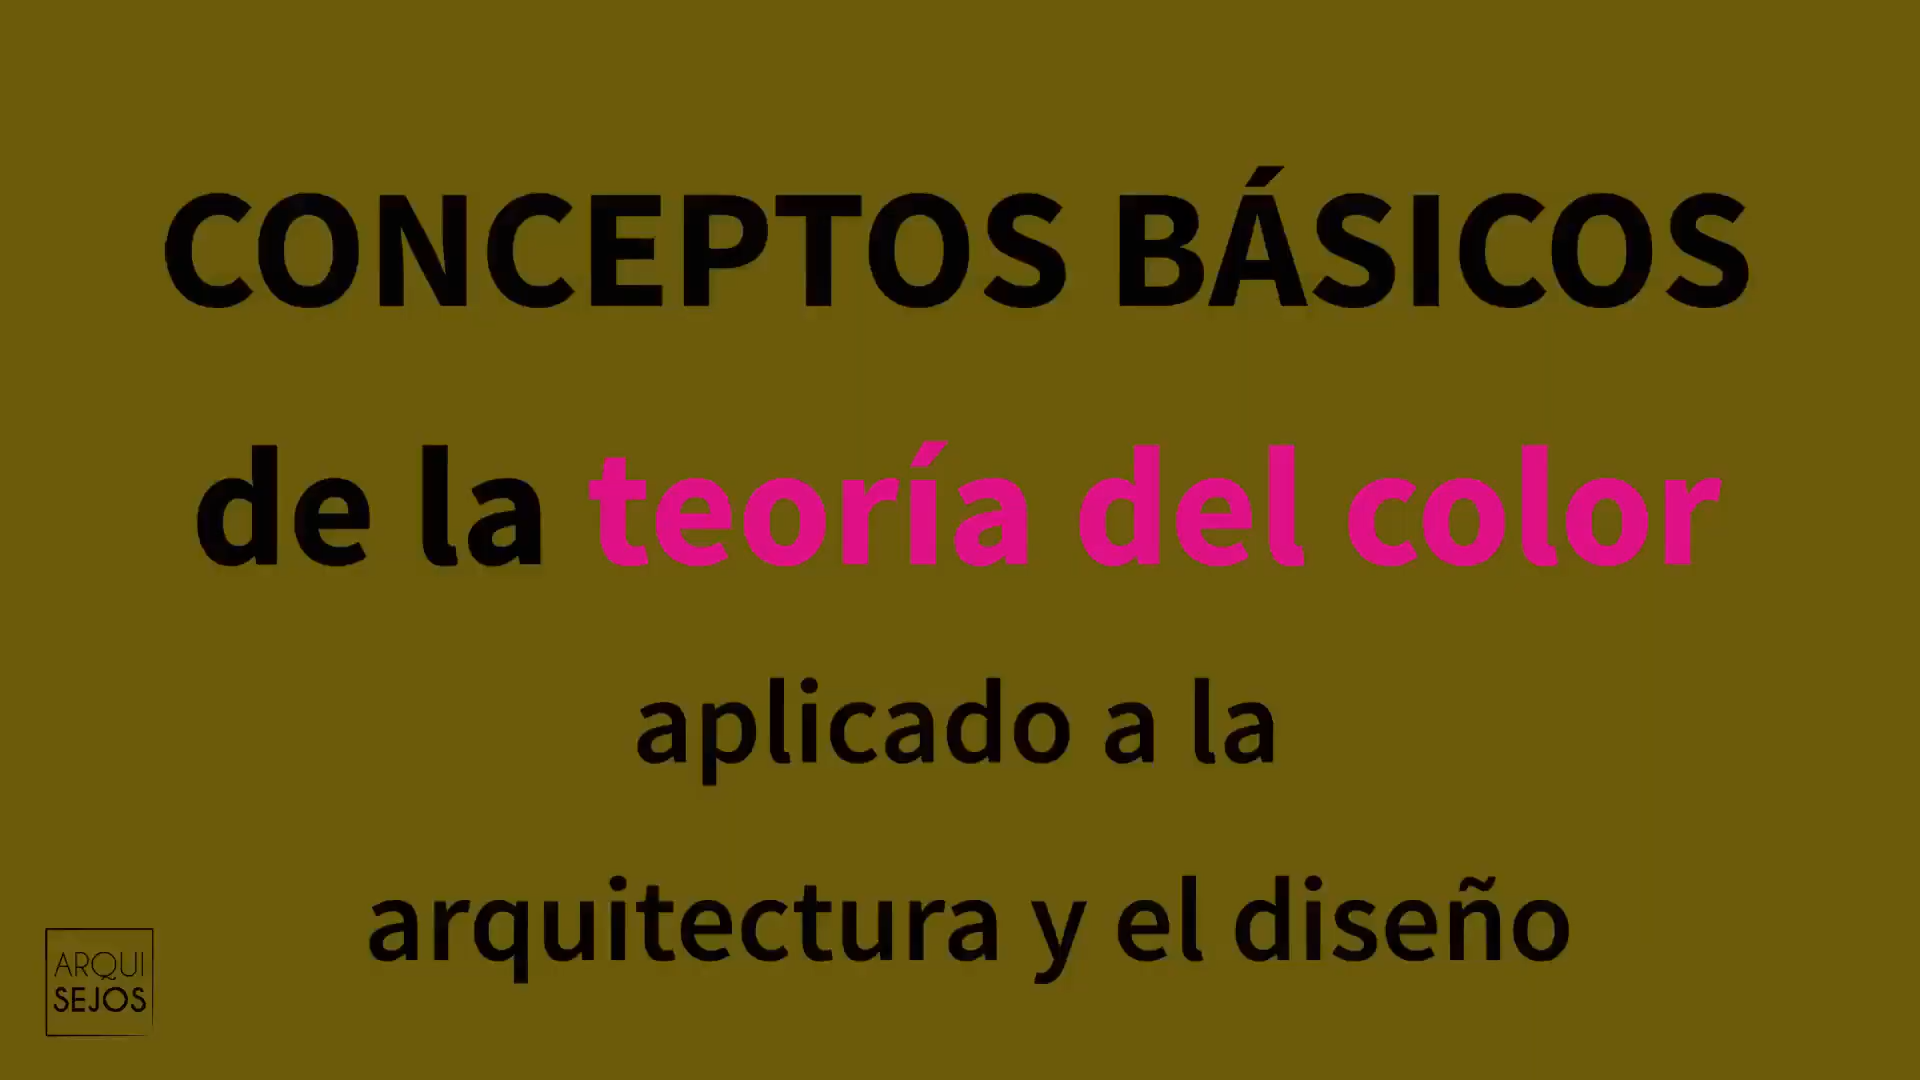 CONCEPTOS BÁSICOS
de la teoría del color
aplicado a la
arquitectura y el diseño
ARQUI
SEJOS